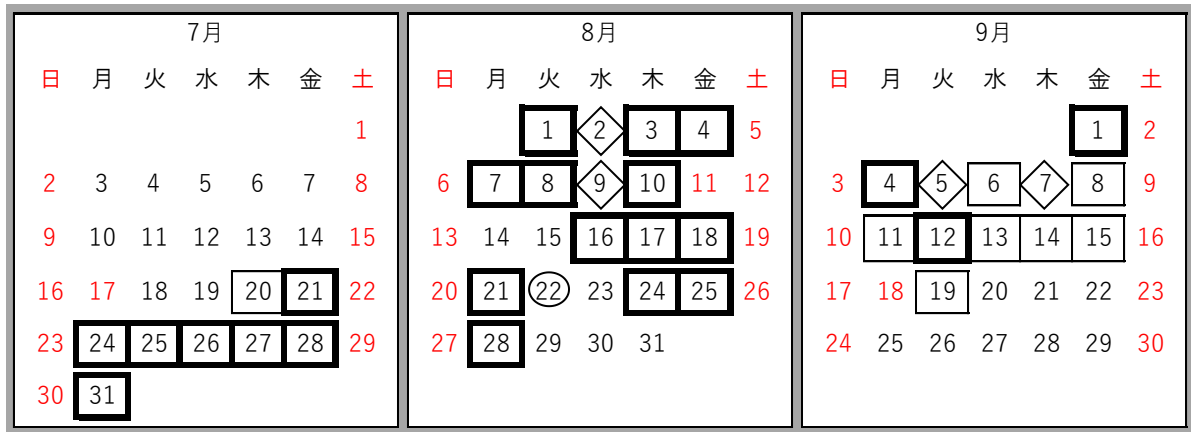 7月
日 月 火 水 木 金 土
1
2 3 4 5 6 7 8
9 10 11 12 13 14 15
16 17 18 19 20 21 22
23 24 25 26 27 28 29
30 31
8月
日 月 火 水 木 金 土
1 2 3 4 5
6 7 8 9 10 11 12
13 14 15 16 17 18 19
20 21 22 23 24 25 26
27 28 29 30 31
9月
日 月 火 水 木 金 土
1 2
3 4 5 6 7 8 9
10 11 12 13 14 15 16
17 18 19 20 21 22 23
24 25 26 27 28 29 30